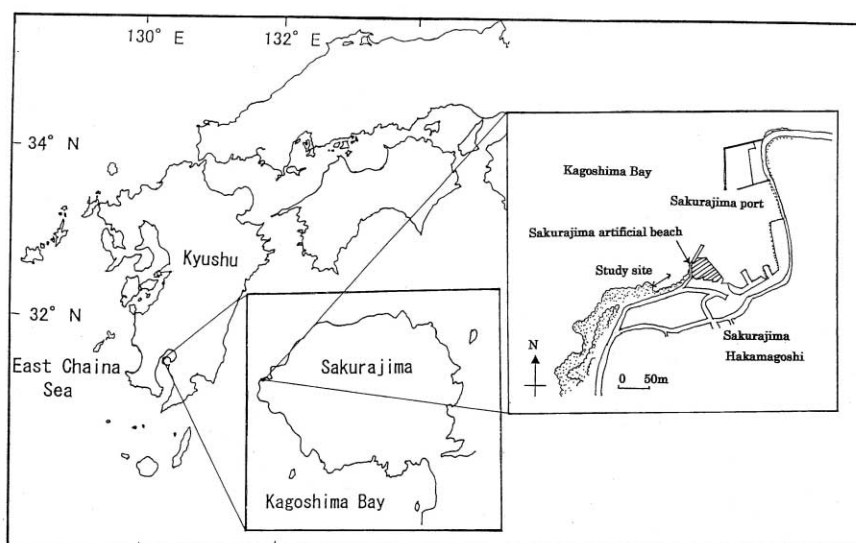 130° E
132° E
34° N
32° N
Kyushu
East Chaina
Sea
Sakurajima
Kagoshima Bay
Kagoshima Bay
Sakurajima port
Sakurajima artificial beach
Study site
Sakurajima
Hakamagoshi
N
0 50m